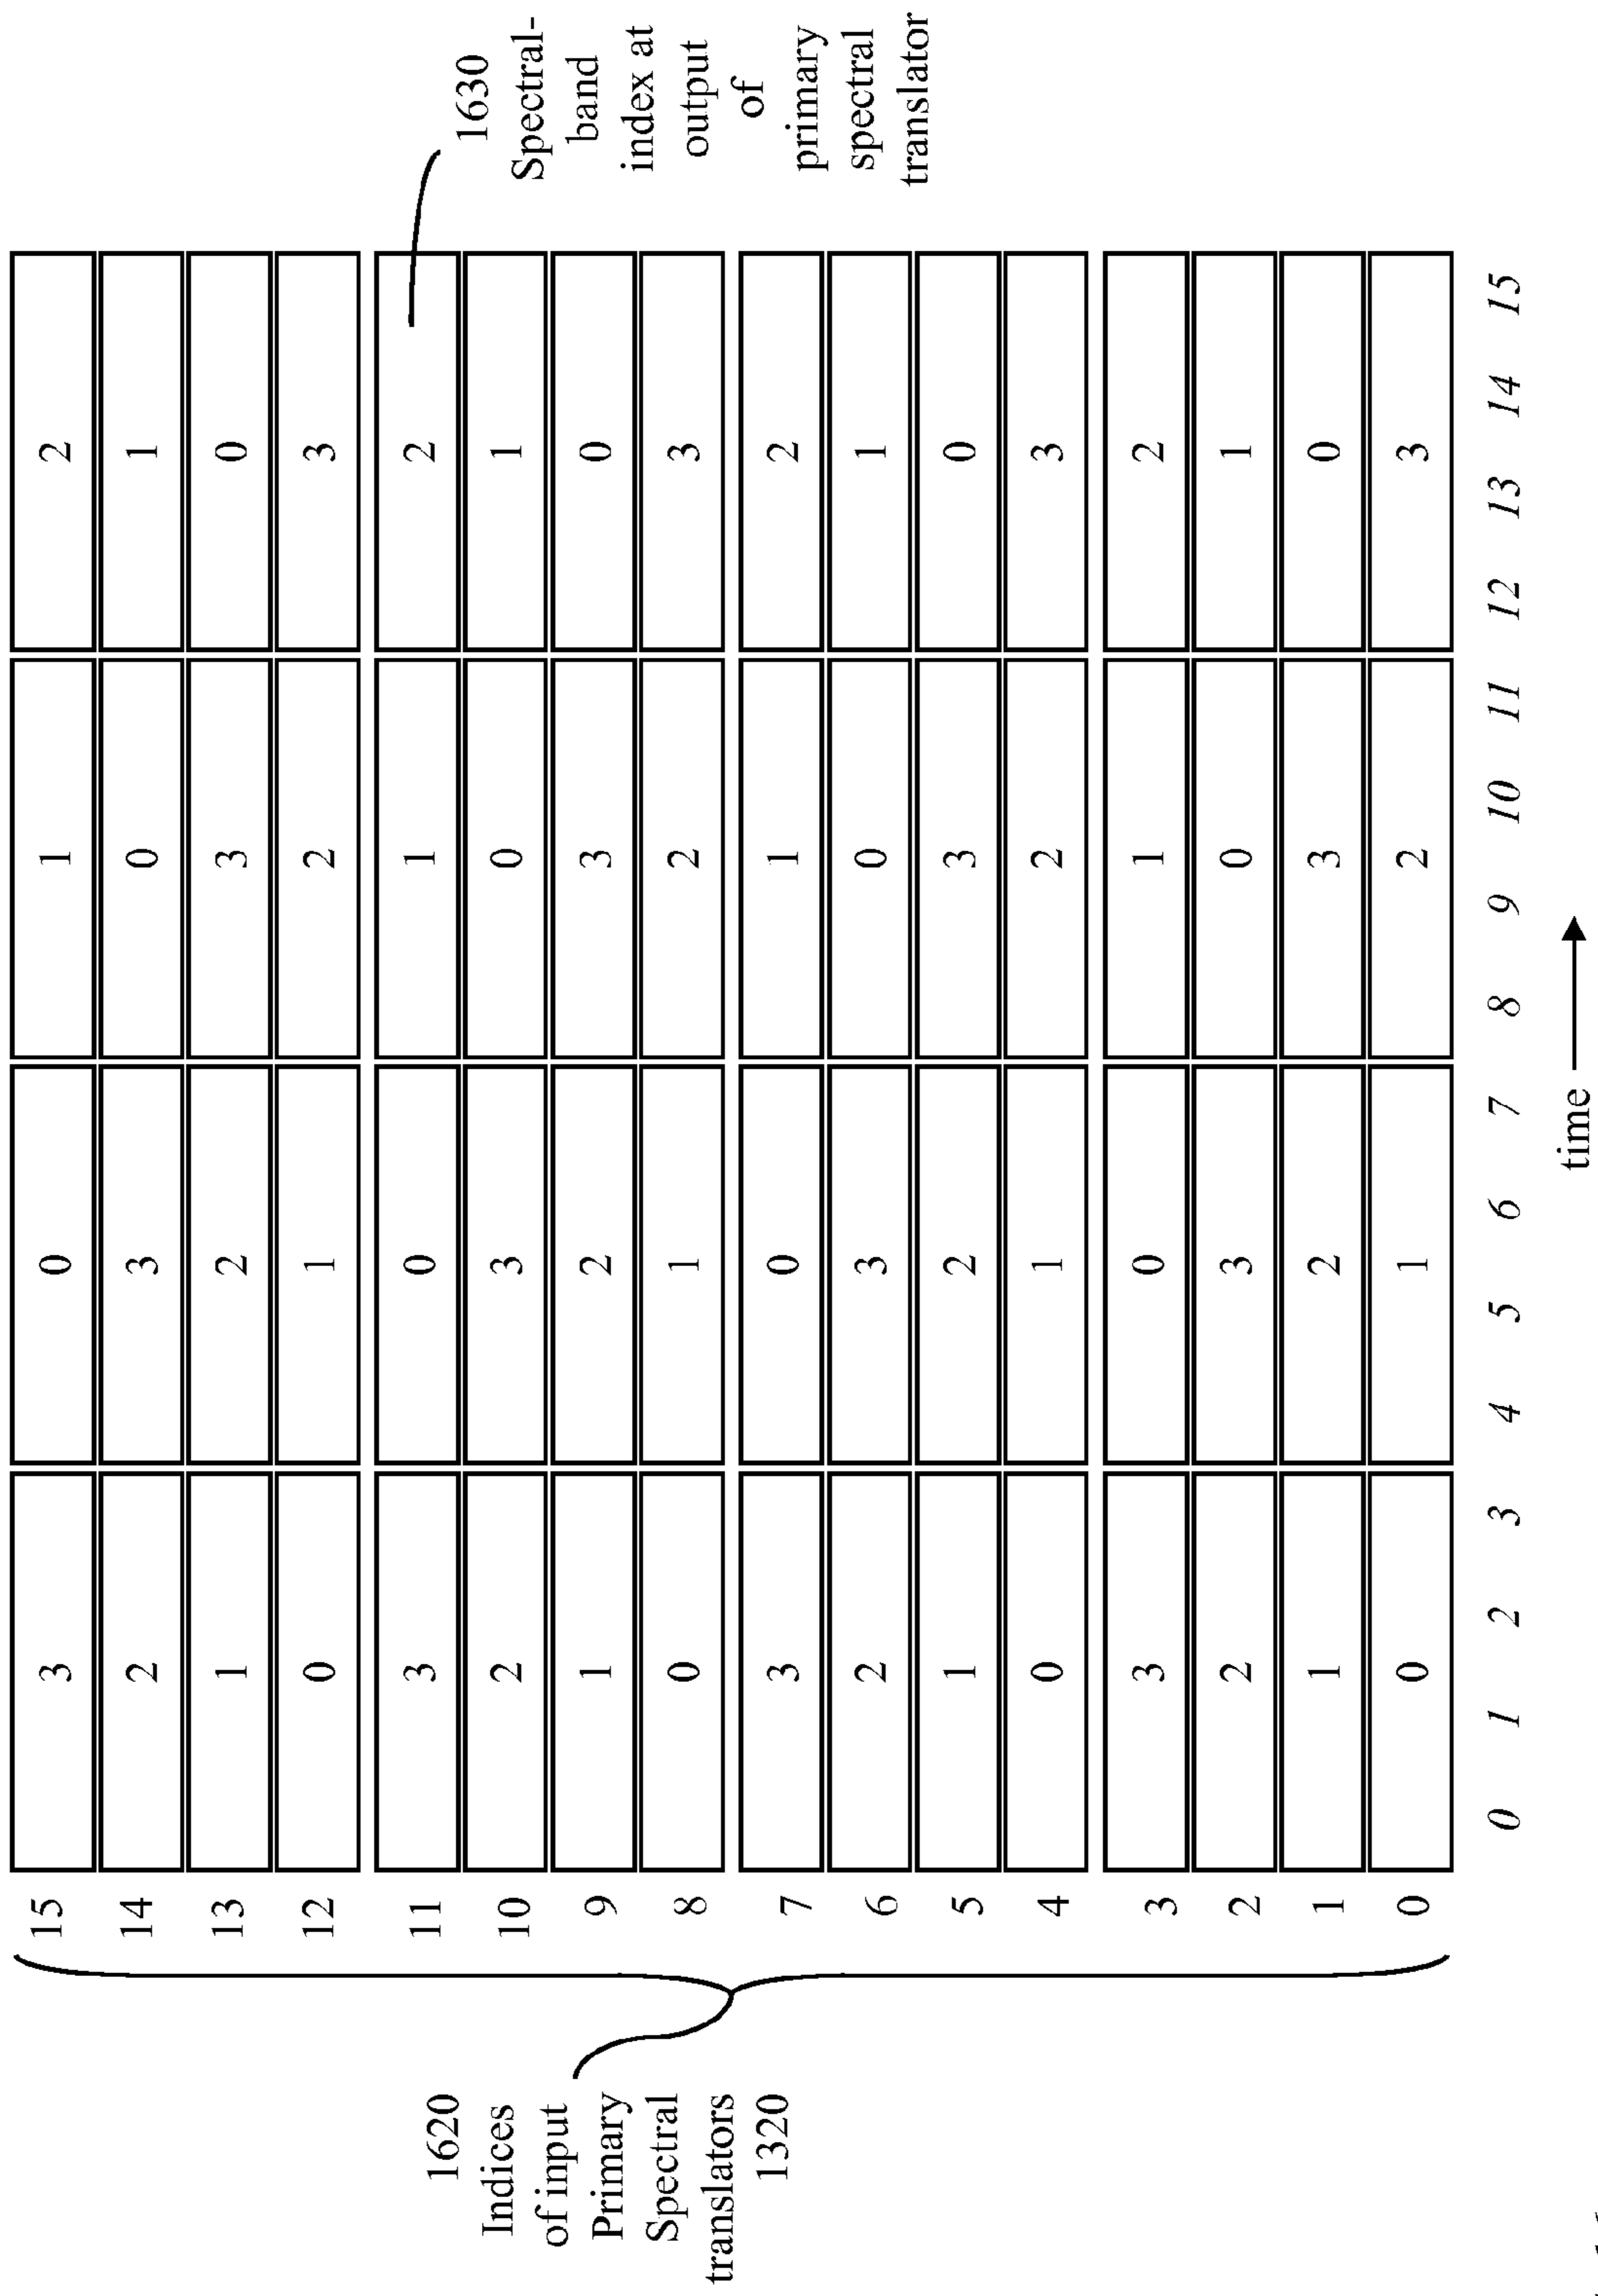 1620
Indices
of input
Primary
Spectral
translators
1320
15 3 0 1 2
14 2 3 0 1
13 1 2 3 0
12 0 1 2 3
11 3 0 1 2
10 2 3 0 1
9 1 2 3 0
8 0 1 2 3
7 3 0 1 2
6 2 3 0 1
5 1 2 3 0
4 0 1 2 3
3 3 0 1 2
2 2 3 0 1
1 1 2 3 0
0 0 1 2 3
0 1 2 3 4 5 6 7 8 9 10 11 12 13 14 15
time
1630
Spectral-
band
index at
output
of
primary
spectral
translator